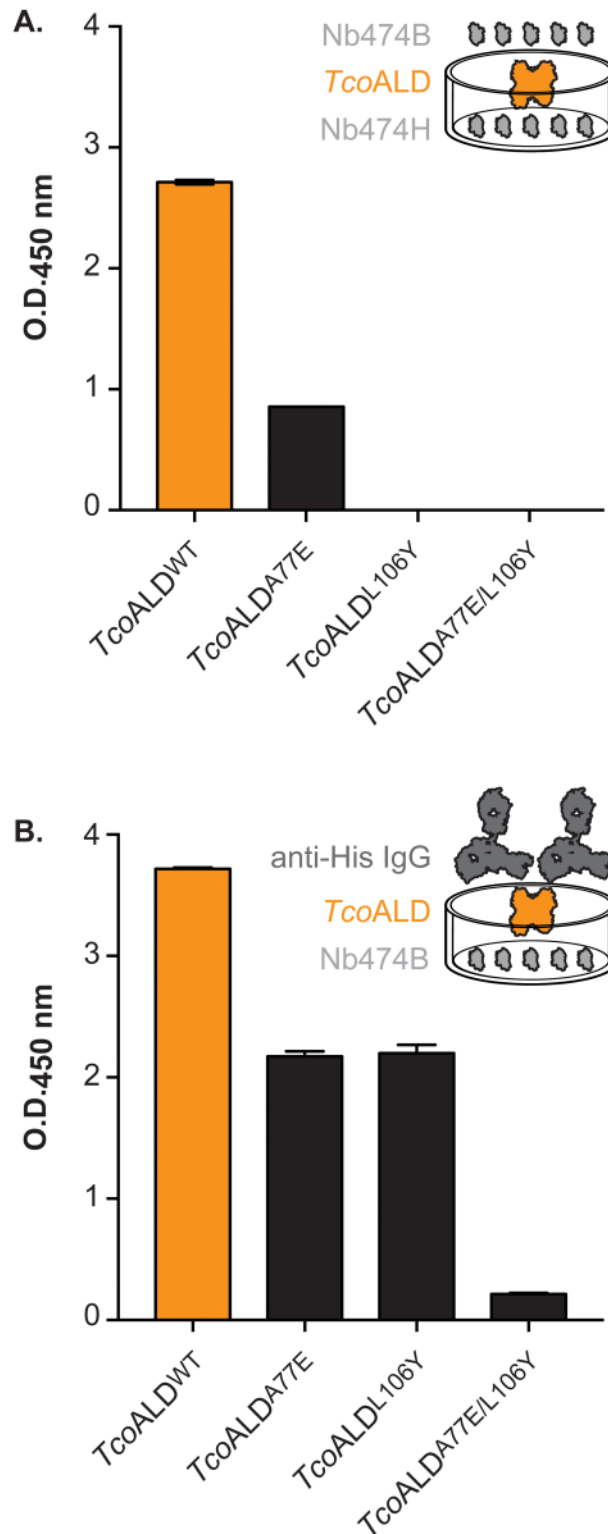 A.
4
3
2
1
0
O.D.450 nm
Nb474B
TcoALD
Nb474H
TcoALDWT
TcoALDA77E
TcoALDL106Y
TcoALDA77E/L106Y
B.
4
3
2
1
0
O.D.450 nm
anti-His IgG
TcoALD
Nb474B
TcoALDWT
TcoALDA77E
TcoALDL106Y
TcoALDA77E/L106Y